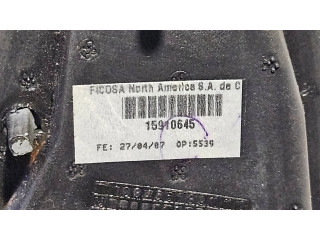 FICOSA North America S.A. de C
15910645
FE: 27/04/07 OP:5539